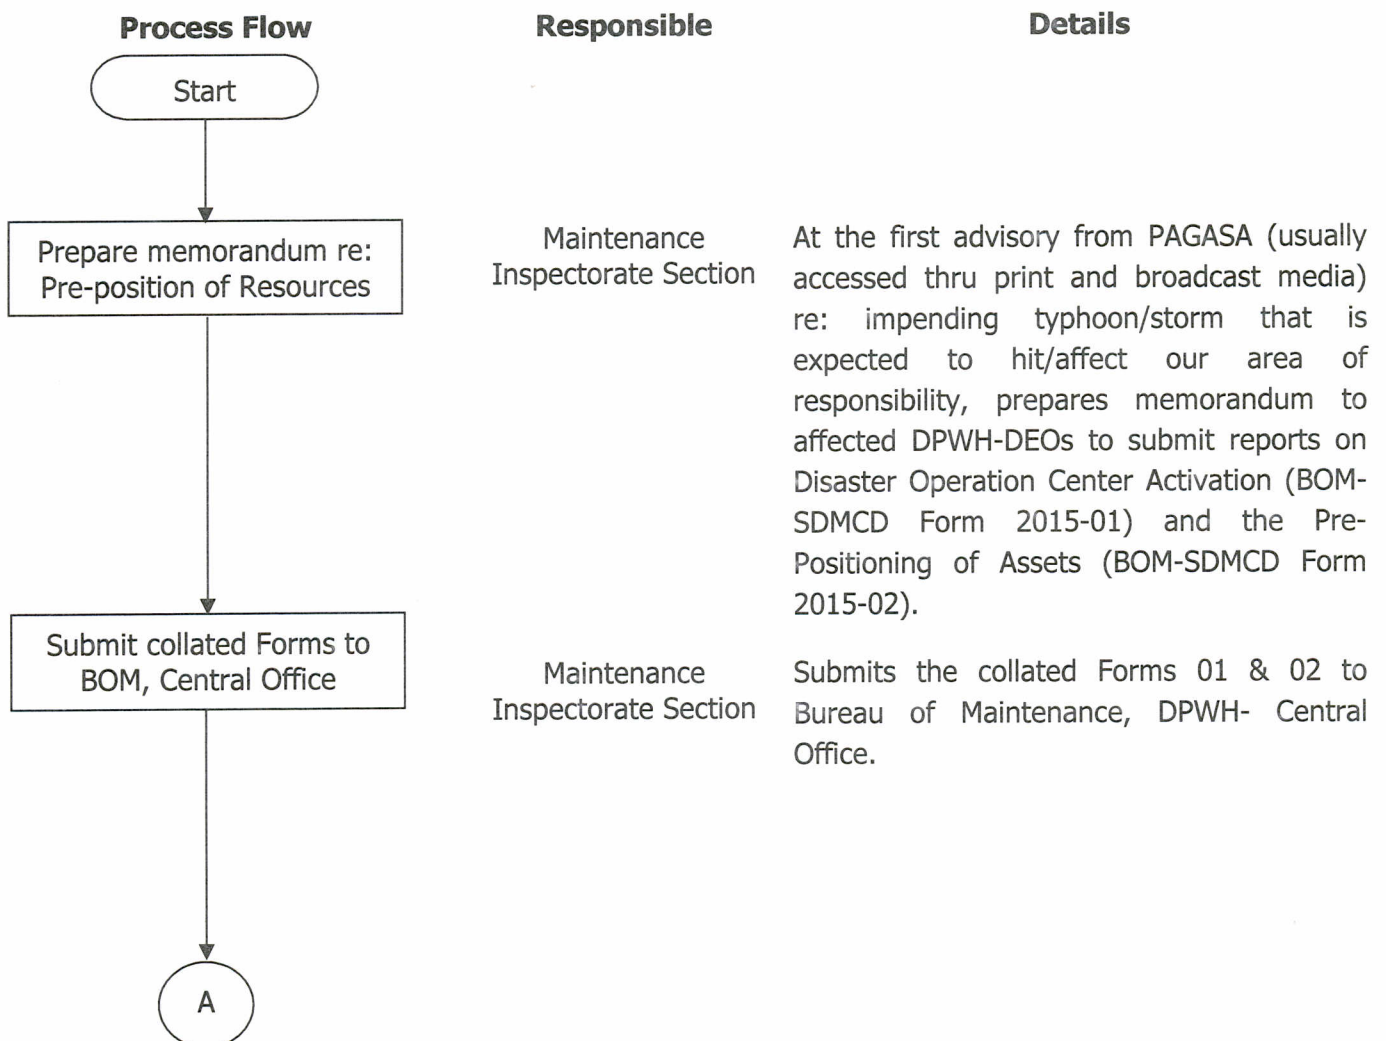 Process Flow
Responsible
Details
Start
Prepare memorandum re:
Pre-position of Resources
Maintenance
Inspectorate Section
At the first advisory from PAGASA (usually
accessed thru print and broadcast media)
re: impending typhoon/storm that is
expected to hit/affect our area of
responsibility, prepares memorandum to
affected DPWH-DEOs to submit reports on
Disaster Operation Center Activation (BOM-
SDMCD Form 2015-01) and the Pre-
Positioning of Assets (BOM-SDMCD Form
2015-02).
Submit collated Forms to
BOM, Central Office
Maintenance
Inspectorate Section
Submits the collated Forms 01 & 02 to
Bureau of Maintenance, DPWH- Central
Office.
A